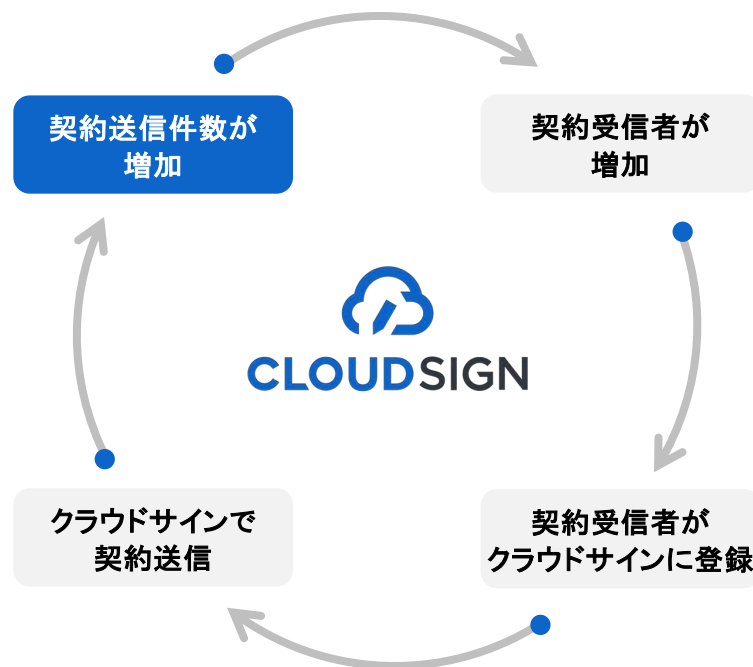 契約送信件数が
増加
契約受信者が
増加
CLOUDSIGN
クラウドサインで
契約送信
契約受信者が
クラウドサインに登録